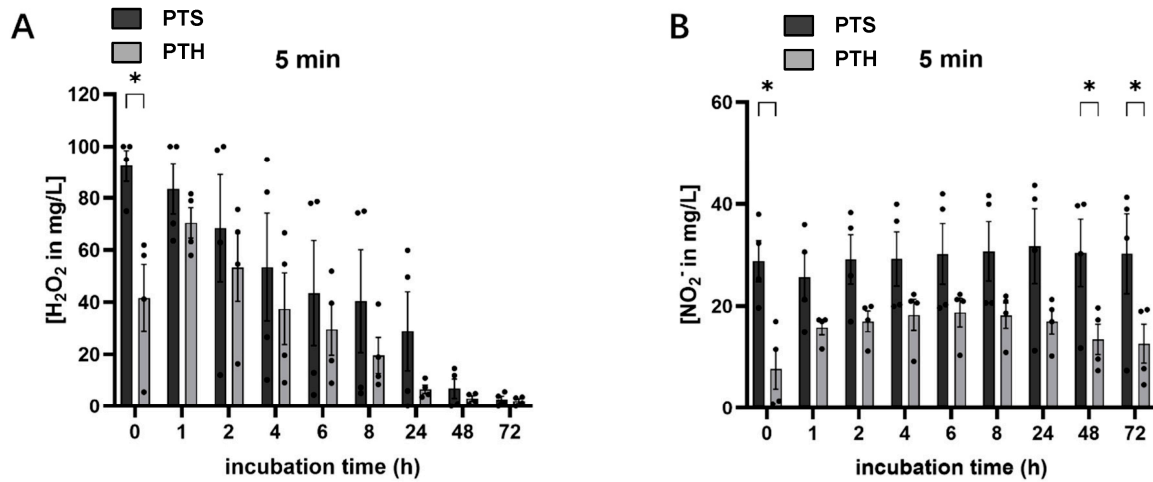 A
PTS
PTH
5 min
*
120
100
80
60
40
20
0
[H₂O₂ in mg/L]
0 1 2 4 6 8 24 48 72
incubation time (h)
B
PTS
PTH
5 min
* * *
60
40
20
0
[NO₂⁻ in mg/L]
0 1 2 4 6 8 24 48 72
incubation time (h)